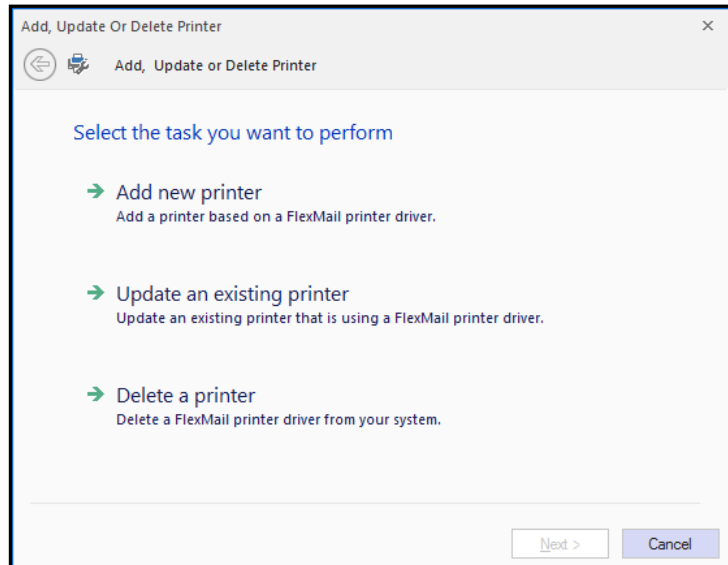 Add, Update Or Delete Printer
Add, Update or Delete Printer
Select the task you want to perform
Add new printer
Add a printer based on a FlexMail printer driver.
Update an existing printer
Update an existing printer that is using a FlexMail printer driver.
Delete a printer
Delete a FlexMail printer driver from your system.
Next > Cancel